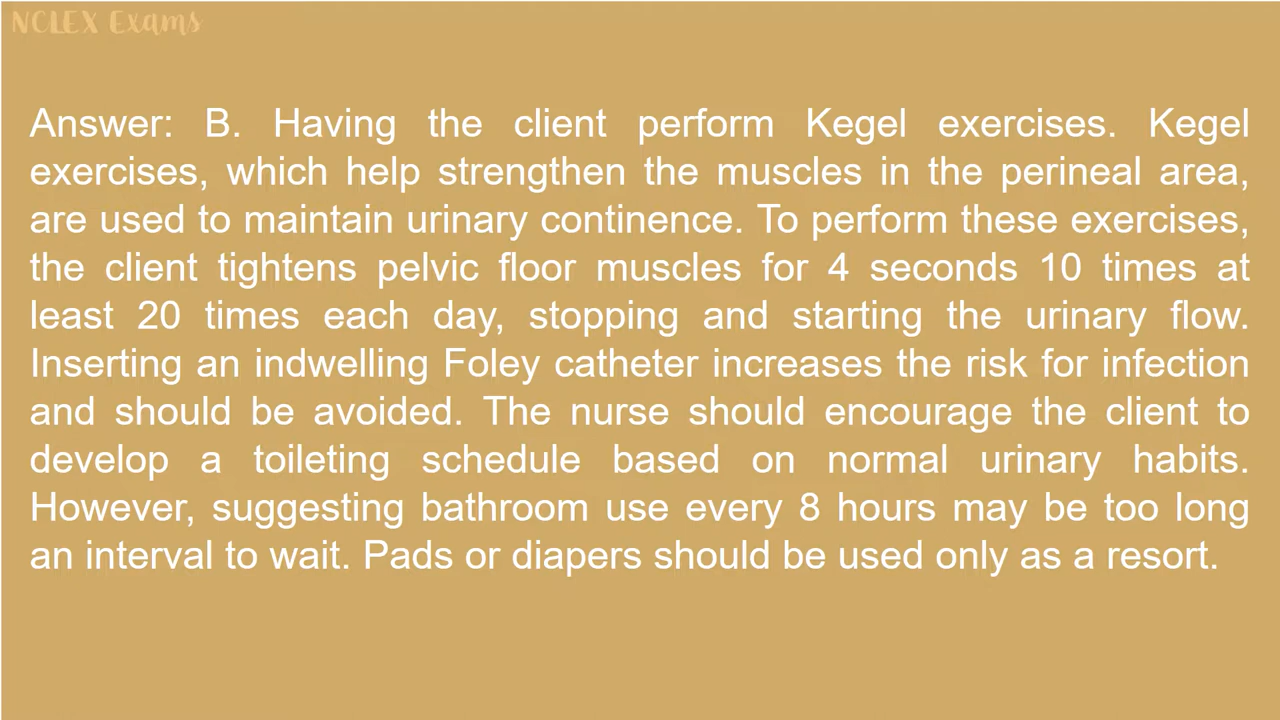 NCLEX Exams
Answer: B. Having the client perform Kegel exercises. Kegel
exercises, which help strengthen the muscles in the perineal area,
are used to maintain urinary continence. To perform these exercises,
the client tightens pelvic floor muscles for 4 seconds 10 times at
least 20 times each day, stopping and starting the urinary flow.
Inserting an indwelling Foley catheter increases the risk for infection
and should be avoided. The nurse should encourage the client to
develop a toileting schedule based on normal urinary habits.
However, suggesting bathroom use every 8 hours may be too long
an interval to wait. Pads or diapers should be used only as a resort.